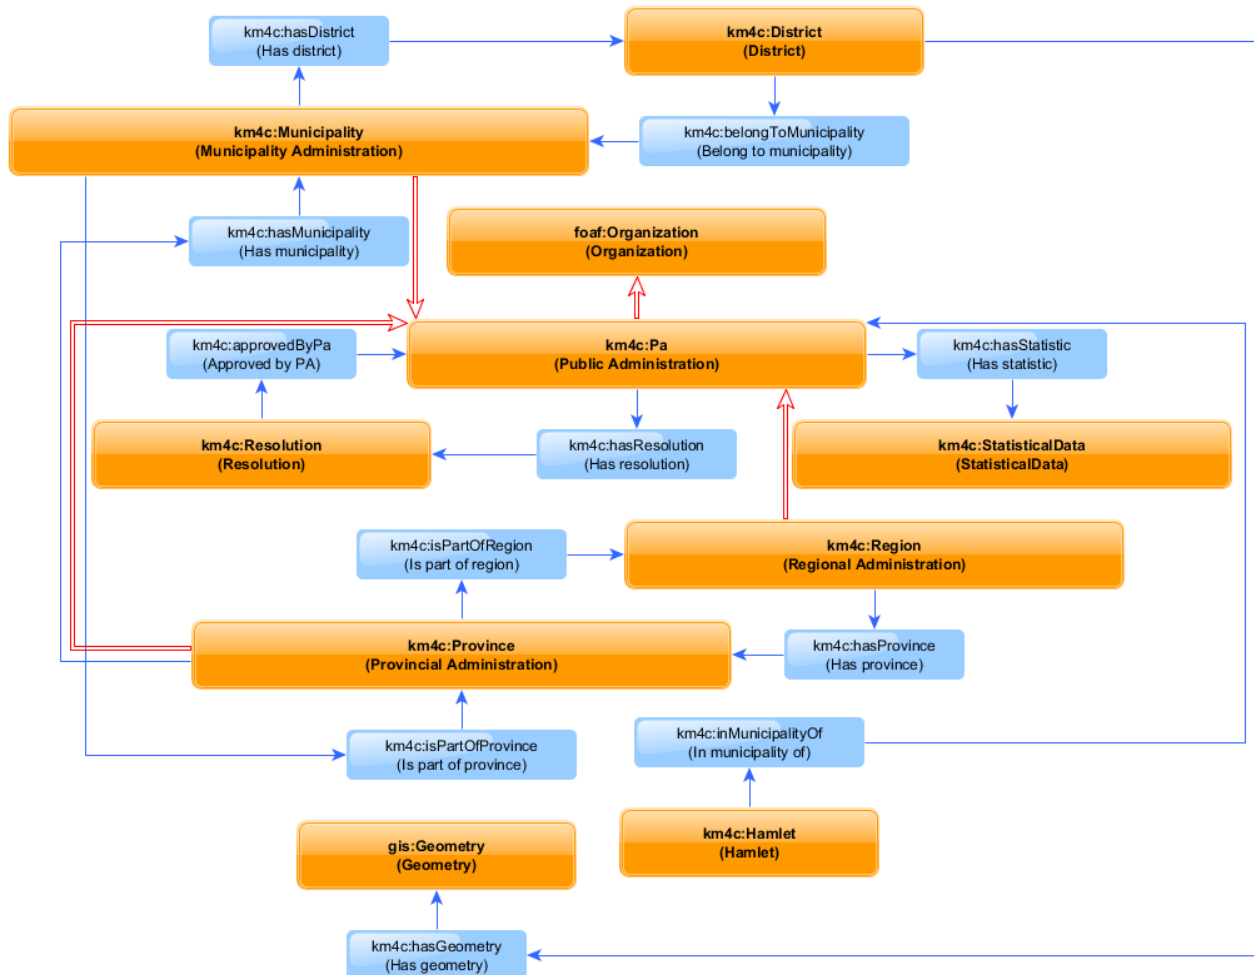 km4c:hasDistrict
(Has district)
km4c:District
(District)
km4c:Municipality
(Municipality Administration)
km4c:belongToMunicipality
(Belong to municipality)
km4c:hasMunicipality
(Has municipality)
foaf:Organization
(Organization)
km4c:approvedByPa
(Approved by PA)
km4c:Pa
(Public Administration)
km4c:hasStatistic
(Has statistic)
km4c:Resolution
(Resolution)
km4c:hasResolution
(Has resolution)
km4c:StatisticalData
(StatisticalData)
km4c:isPartOfRegion
(Is part of region)
km4c:Region
(Regional Administration)
km4c:Province
(Provincial Administration)
km4c:hasProvince
(Has province)
km4c:isPartOfProvince
(Is part of province)
km4c:inMunicipalityOf
(In municipality of)
gis:Geometry
(Geometry)
km4c:Hamlet
(Hamlet)
km4c:hasGeometry
(Has geometry)